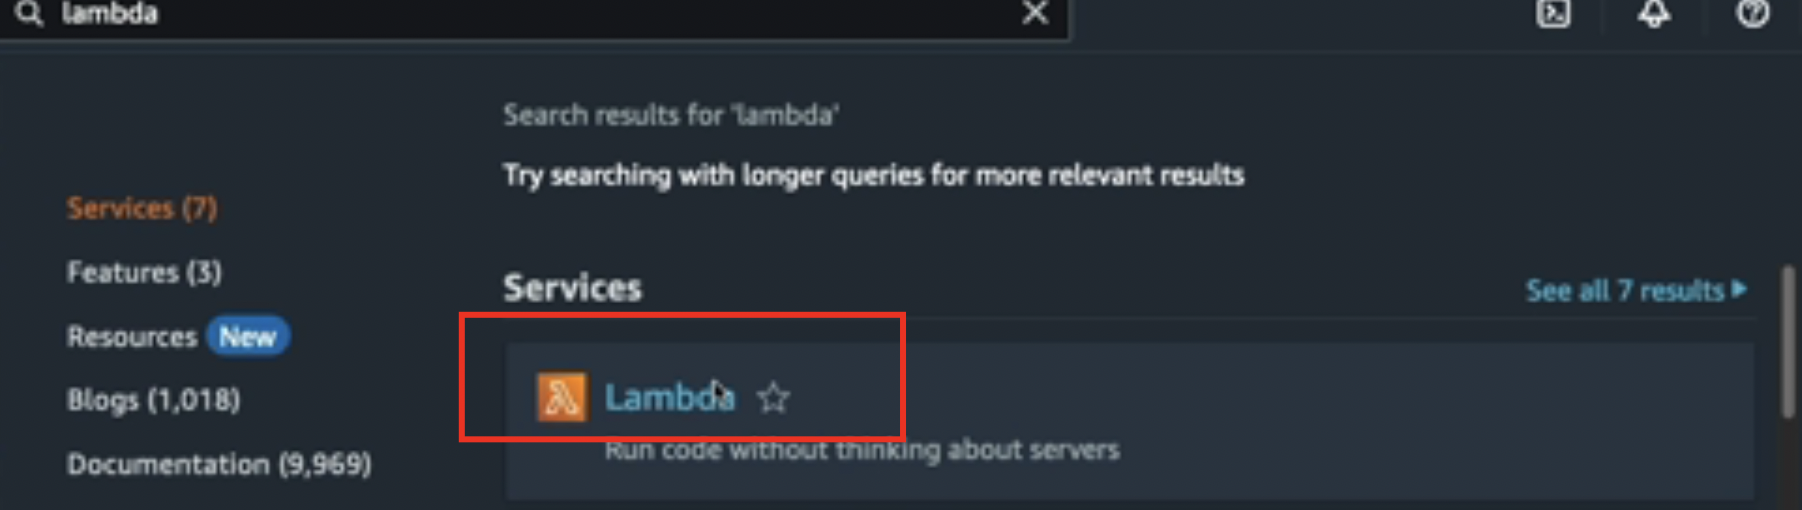 lambda
Search results for 'lambda'
Try searching with longer queries for more relevant results
Services (7)
Features (3)
Resources New
Blogs (1,018)
Documentation (9,969)
Services
See all 7 results
Lambda
Run code without thinking about servers